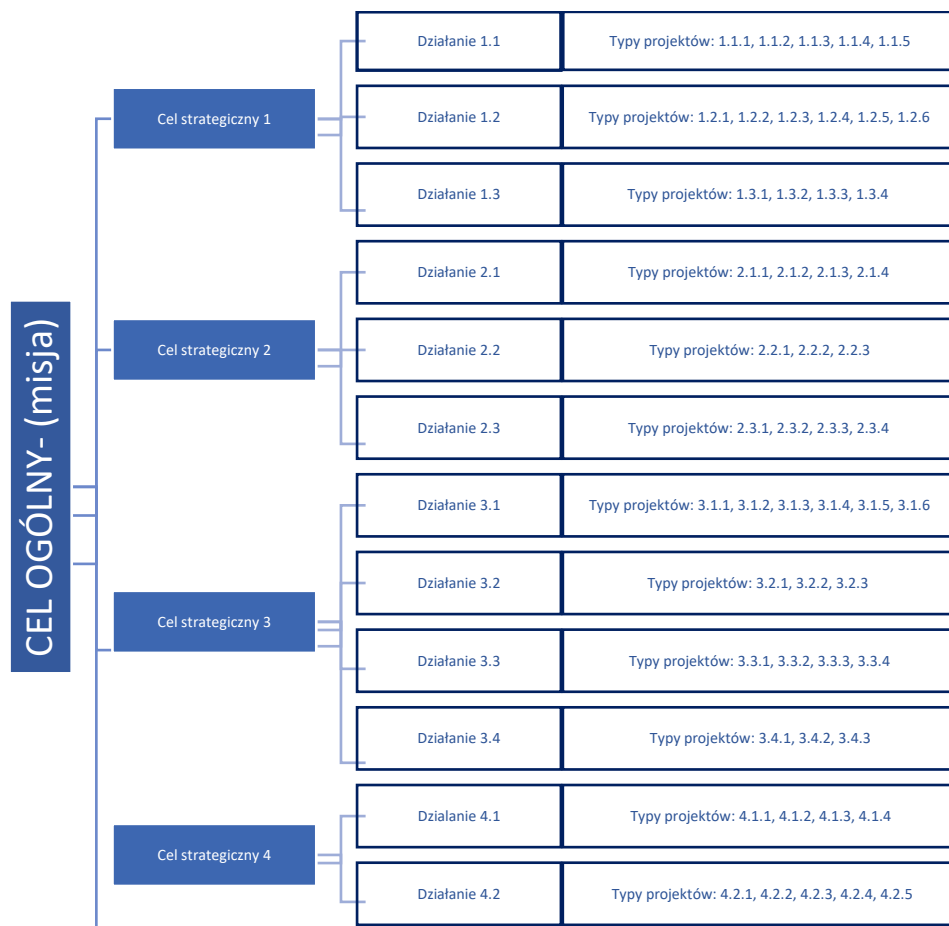 CEL OGÓLNY- (misja)
Cel strategiczny 1
Działanie 1.1
Typy projektów: 1.1.1, 1.1.2, 1.1.3, 1.1.4, 1.1.5
Działanie 1.2
Typy projektów: 1.2.1, 1.2.2, 1.2.3, 1.2.4, 1.2.5, 1.2.6
Działanie 1.3
Typy projektów: 1.3.1, 1.3.2, 1.3.3, 1.3.4
Cel strategiczny 2
Działanie 2.1
Typy projektów: 2.1.1, 2.1.2, 2.1.3, 2.1.4
Działanie 2.2
Typy projektów: 2.2.1, 2.2.2, 2.2.3
Działanie 2.3
Typy projektów: 2.3.1, 2.3.2, 2.3.3, 2.3.4
Cel strategiczny 3
Działanie 3.1
Typy projektów: 3.1.1, 3.1.2, 3.1.3, 3.1.4, 3.1.5, 3.1.6
Działanie 3.2
Typy projektów: 3.2.1, 3.2.2, 3.2.3
Działanie 3.3
Typy projektów: 3.3.1, 3.3.2, 3.3.3, 3.3.4
Działanie 3.4
Typy projektów: 3.4.1, 3.4.2, 3.4.3
Cel strategiczny 4
Dzialanie 4.1
Typy projektów: 4.1.1, 4.1.2, 4.1.3, 4.1.4
Działanie 4.2
Typy projektów: 4.2.1, 4.2.2, 4.2.3, 4.2.4, 4.2.5